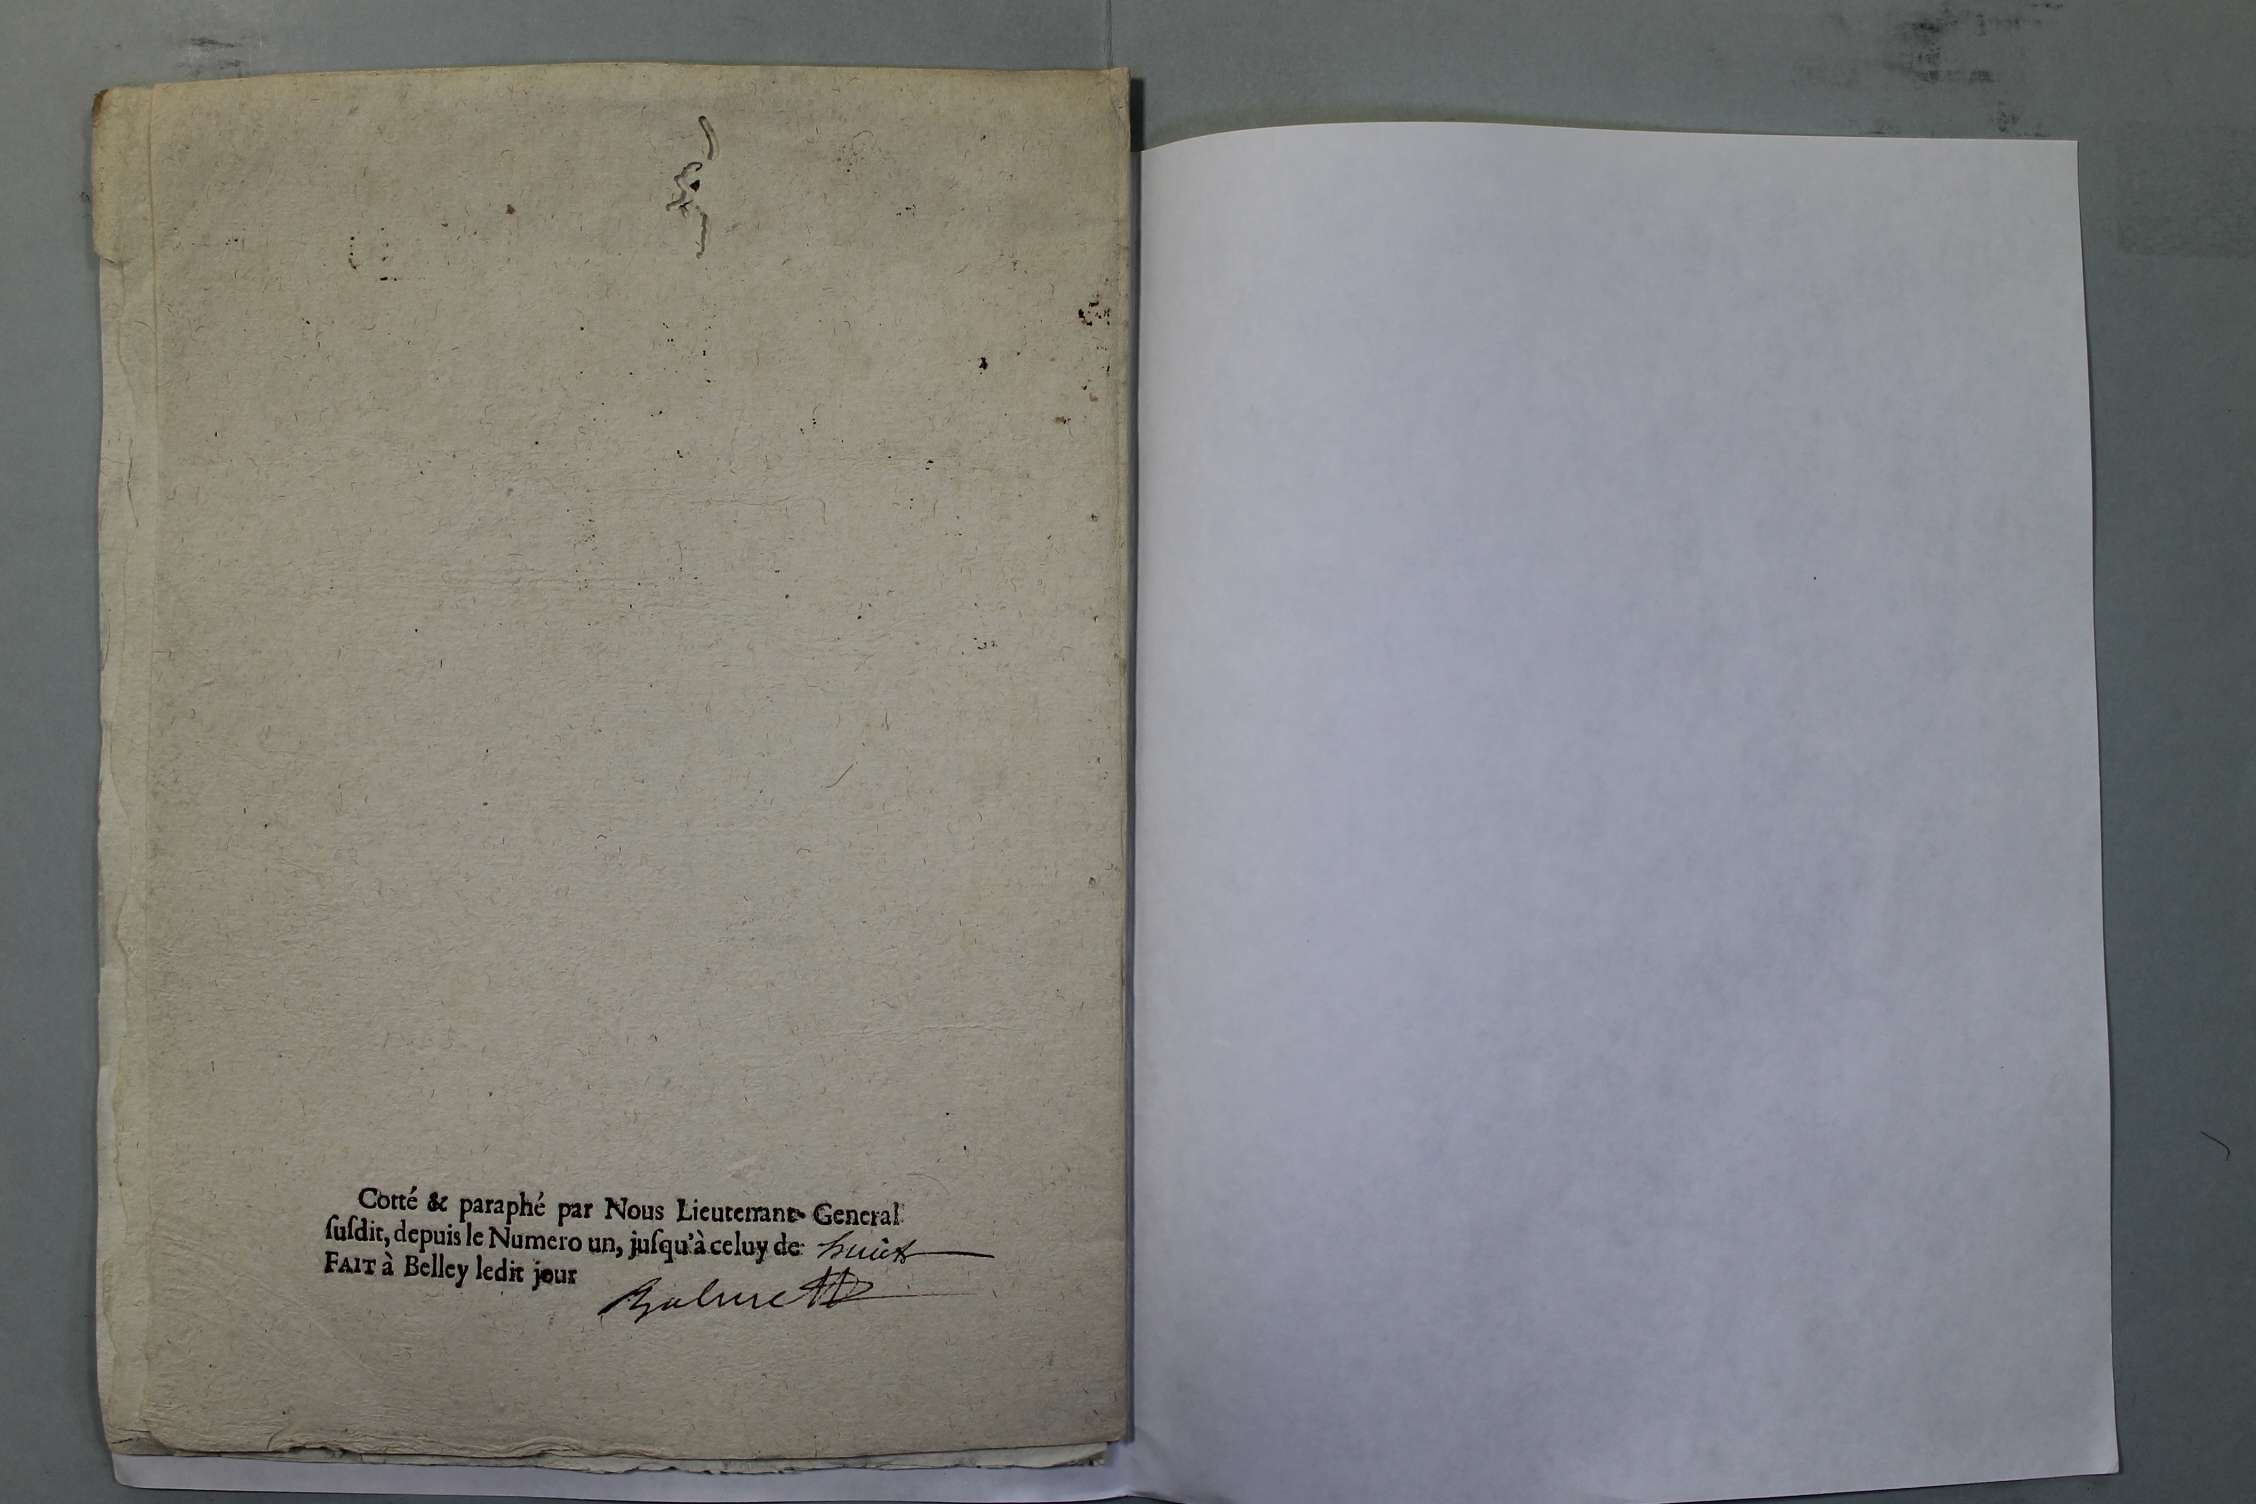 Cotté & paraphé par Nous Lieutenant-General
ſuſdit, depuis le Numero un, juſqu'à celuy de huict
FAIT à Belley ledit jour